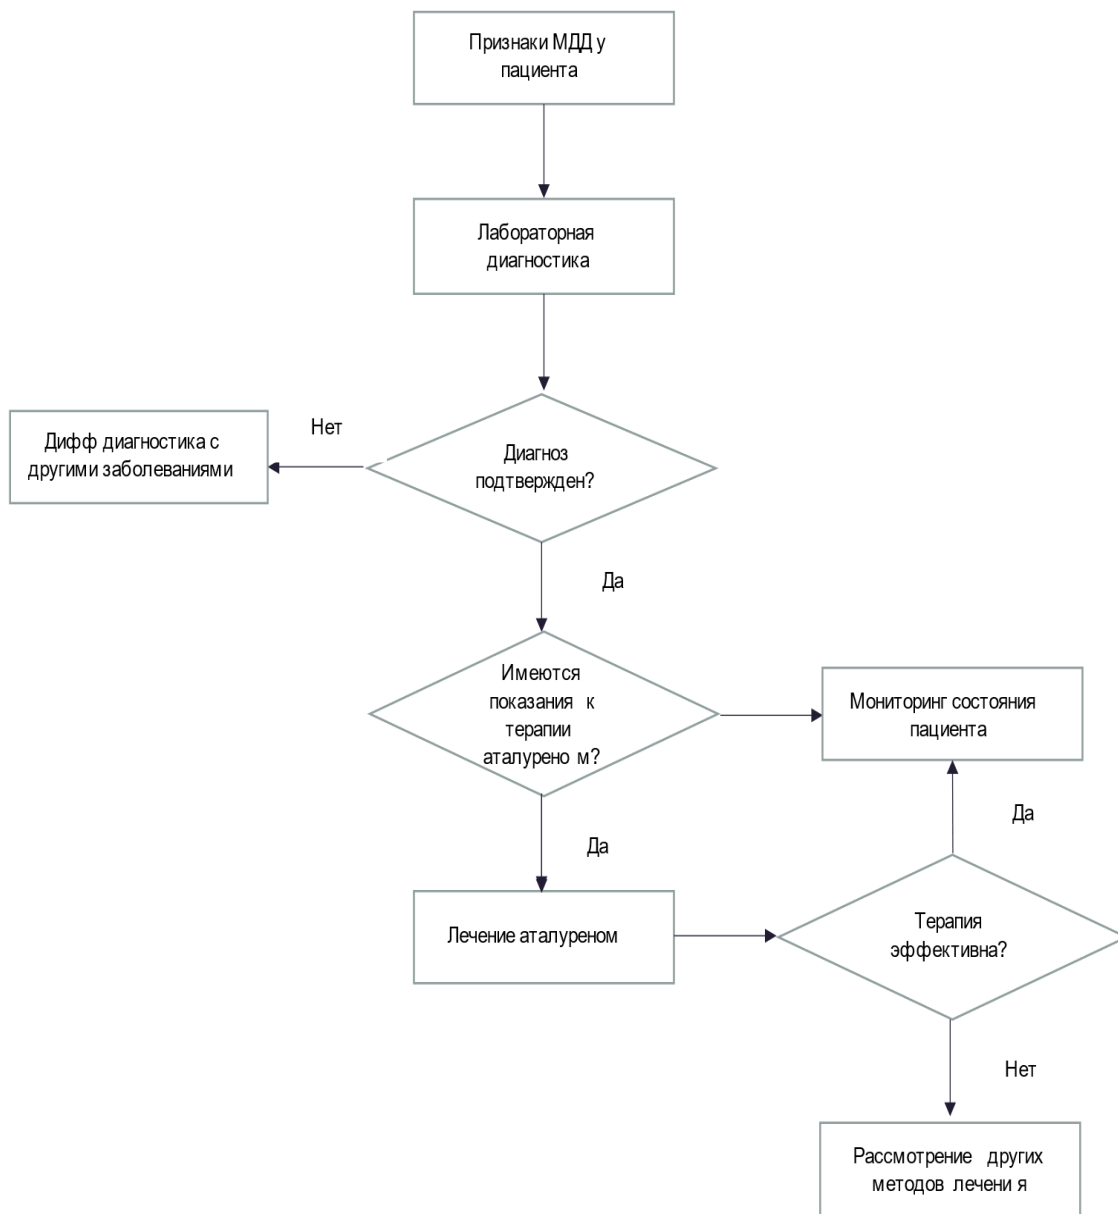 Признаки МДД у
пациента
Лабораторная
диагностика
Нет
Дифф диагностика с
другими заболеваниями
Диагноз
подтвержден?
Да
Имеются
показания к
терапии
аталурено м?
Мониторинг состояния
пациента
Да
Да
Лечение аталуреном
Терапия
эффективна?
Нет
Рассмотрение других
методов лечени я